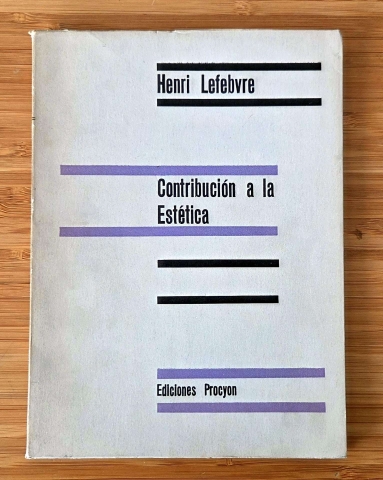 Henri Lefebvre
Contribución a la
Estética
Ediciones Procyon